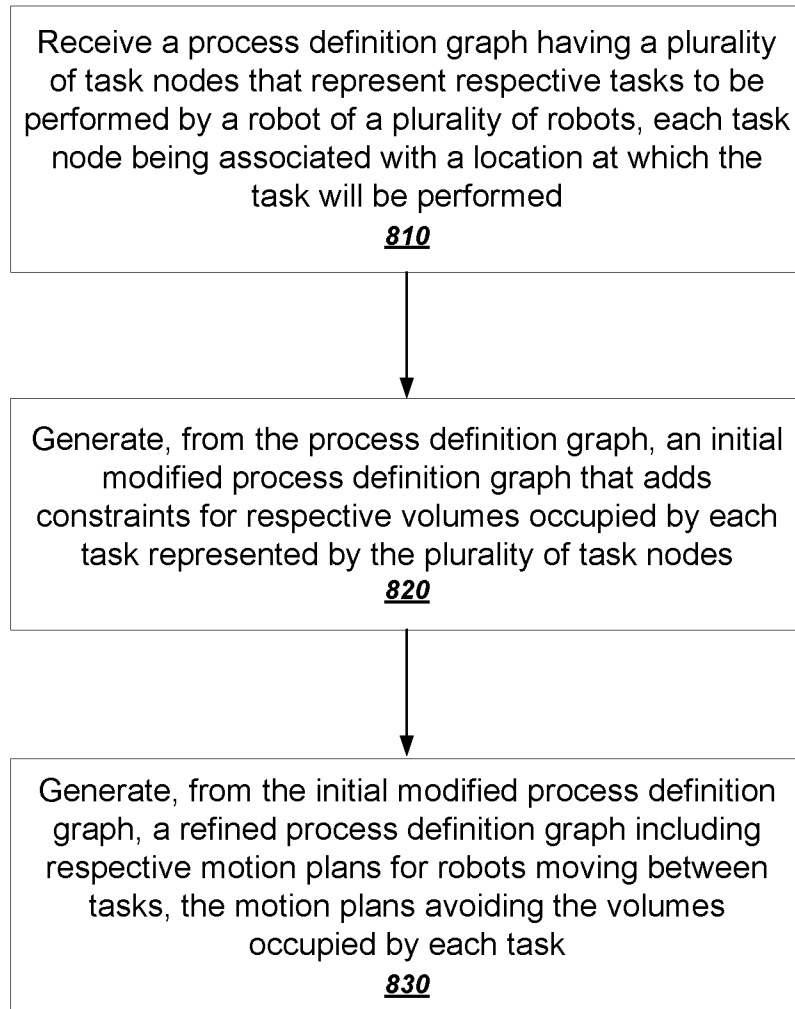 Receive a process definition graph having a plurality
of task nodes that represent respective tasks to be
performed by a robot of a plurality of robots, each task
node being associated with a location at which the
task will be performed
810
Generate, from the process definition graph, an initial
modified process definition graph that adds
constraints for respective volumes occupied by each
task represented by the plurality of task nodes
820
Generate, from the initial modified process definition
graph, a refined process definition graph including
respective motion plans for robots moving between
tasks, the motion plans avoiding the volumes
occupied by each task
830